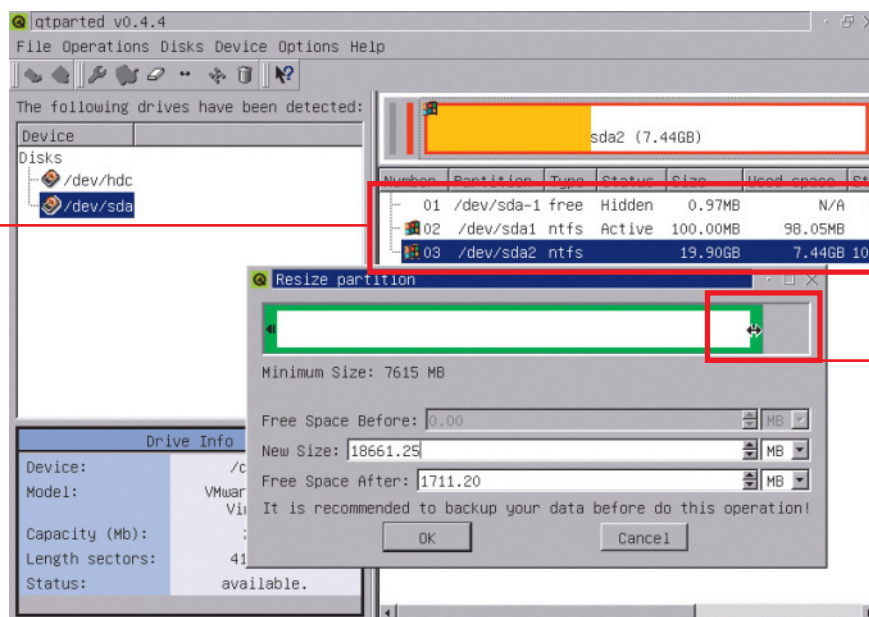 qtparted v0.4.4
File Operations Disks Device Options Help
The following drives have been detected:
Device
Disks
/dev/hdc
/dev/sda
sda2 (7.44GB)
Number Partition Type Status Size Used space
01 /dev/sda-1 free Hidden 0.97MB N/A
02 /dev/sda1 ntfs Active 100.00MB 98.05MB
03 /dev/sda2 ntfs 19.90GB 7.44GB 10
Resize partition
Minimum Size: 7615 MB
Free Space Before: 0.00 MB
New Size: 18661.25 MB
Free Space After: 1711.20 MB
It is recommended to backup your data before do this operation!
OK Cancel
Drive Info
Device:
Model:
Capacity (Mb):
Length sectors: 41
Status: available.